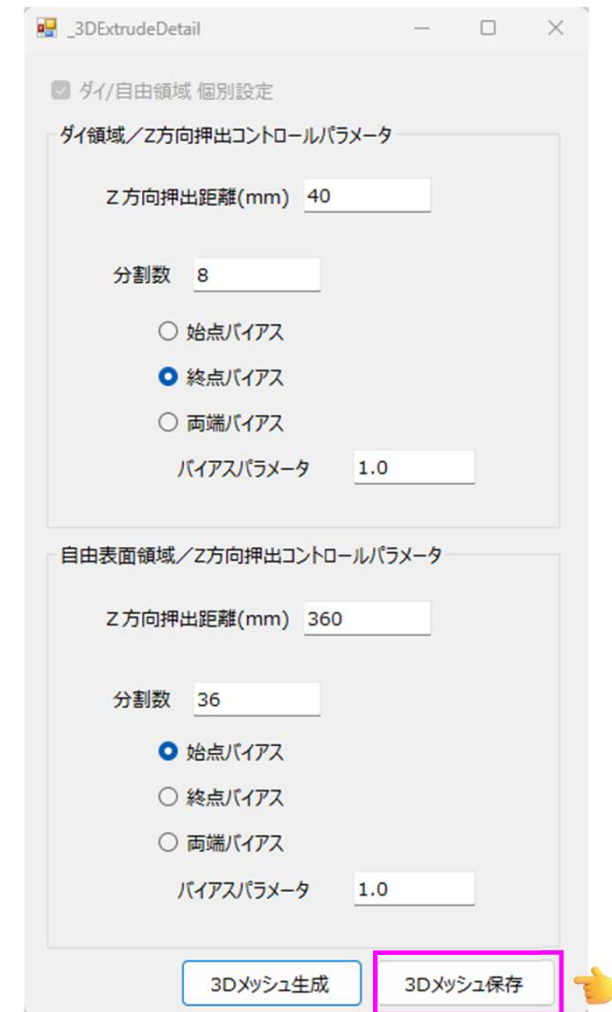 _3DExtrudeDetail
ダイ/自由領域 個別設定
ダイ領域／Z方向押出コントロールパラメータ
Z方向押出距離(mm) 40
分割数 8
始点バイアス
終点バイアス
両端バイアス
バイアスパラメータ 1.0
自由表面領域／Z方向押出コントロールパラメータ
Z方向押出距離(mm) 360
分割数 36
始点バイアス
終点バイアス
両端バイアス
バイアスパラメータ 1.0
3Dメッシュ生成 3Dメッシュ保存